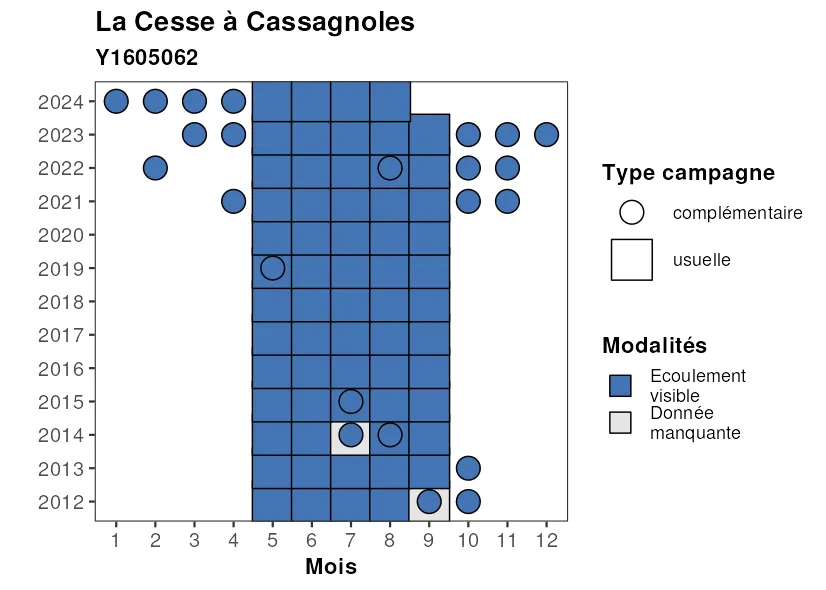 La Cesse à Cassagnoles
Y1605062
2024
2023
2022
2021
2020
2019
2018
2017
2016
2015
2014
2013
2012
1 2 3 4 5 6 7 8 9 10 11 12
Mois
Type campagne
complémentaire
usuelle
Modalités
Ecoulement
visible
Donnée
manquante